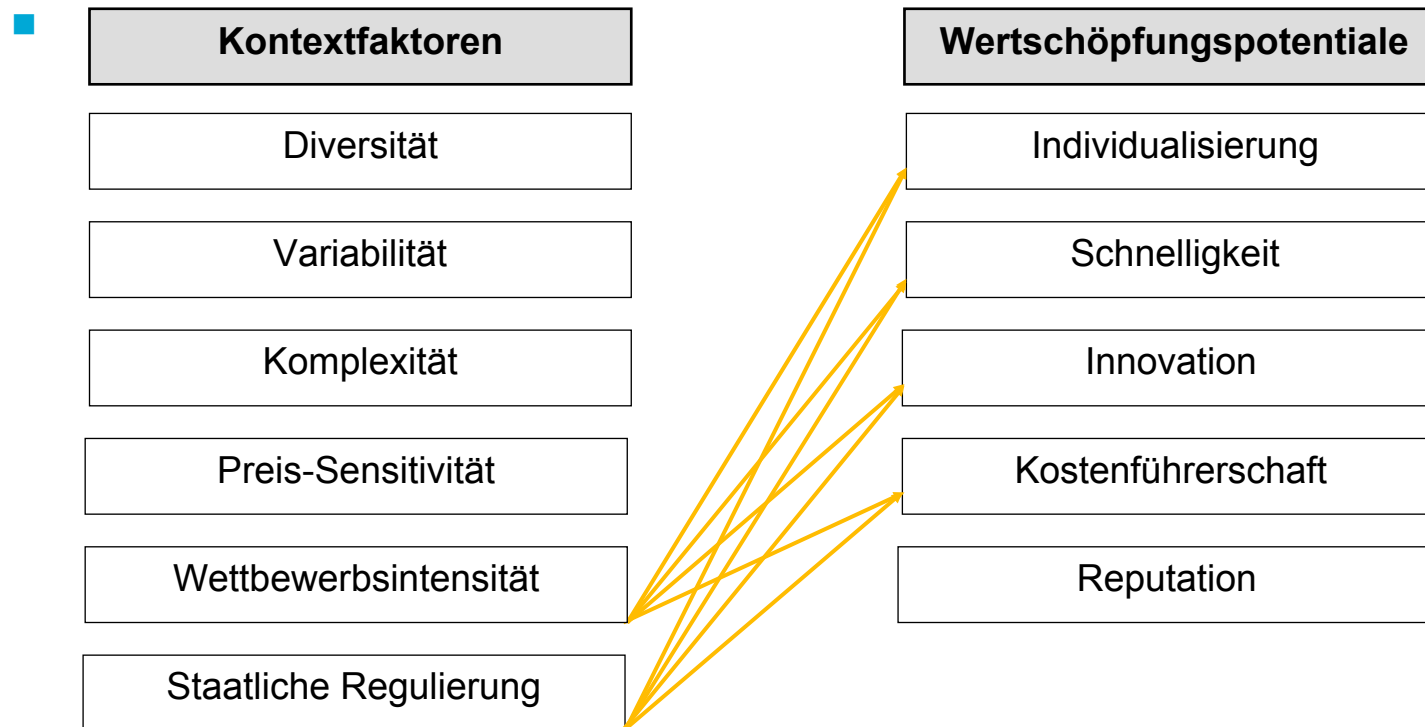 Kontextfaktoren
Wertschöpfungspotentiale
Diversität
Individualisierung
Variabilität
Schnelligkeit
Komplexität
Innovation
Preis-Sensitivität
Kostenführerschaft
Wettbewerbsintensität
Reputation
Staatliche Regulierung